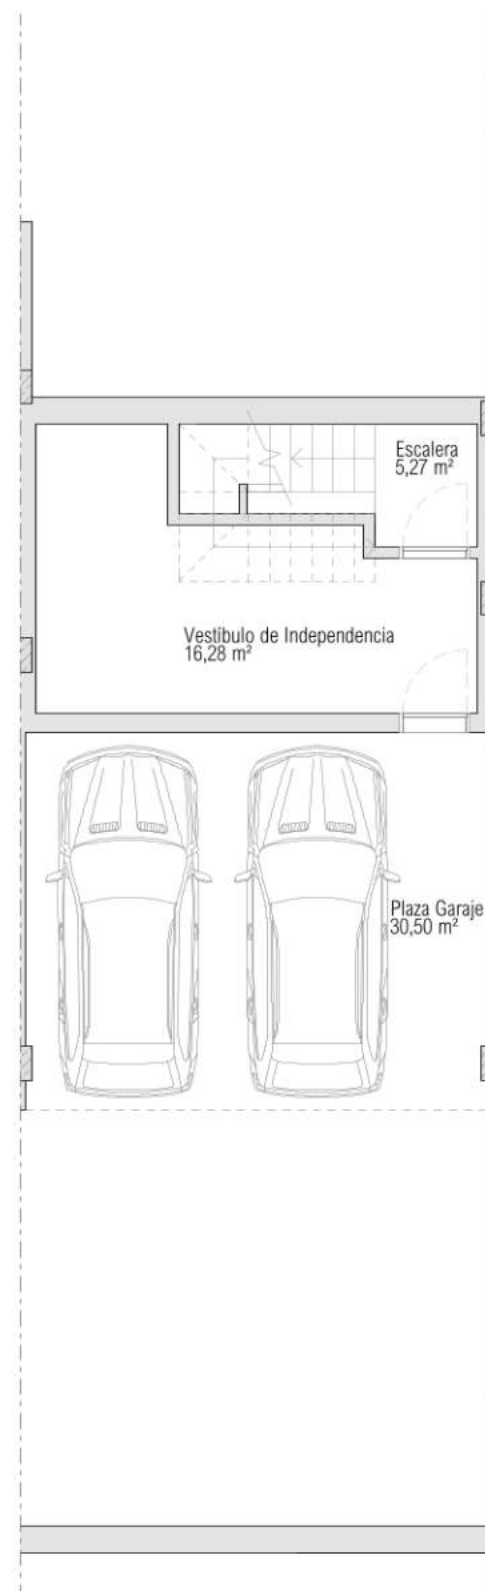 Escalera
5,27 m²
Vestíbulo de Independencia
16,28 m²
Plaza Garaje
30,50 m²